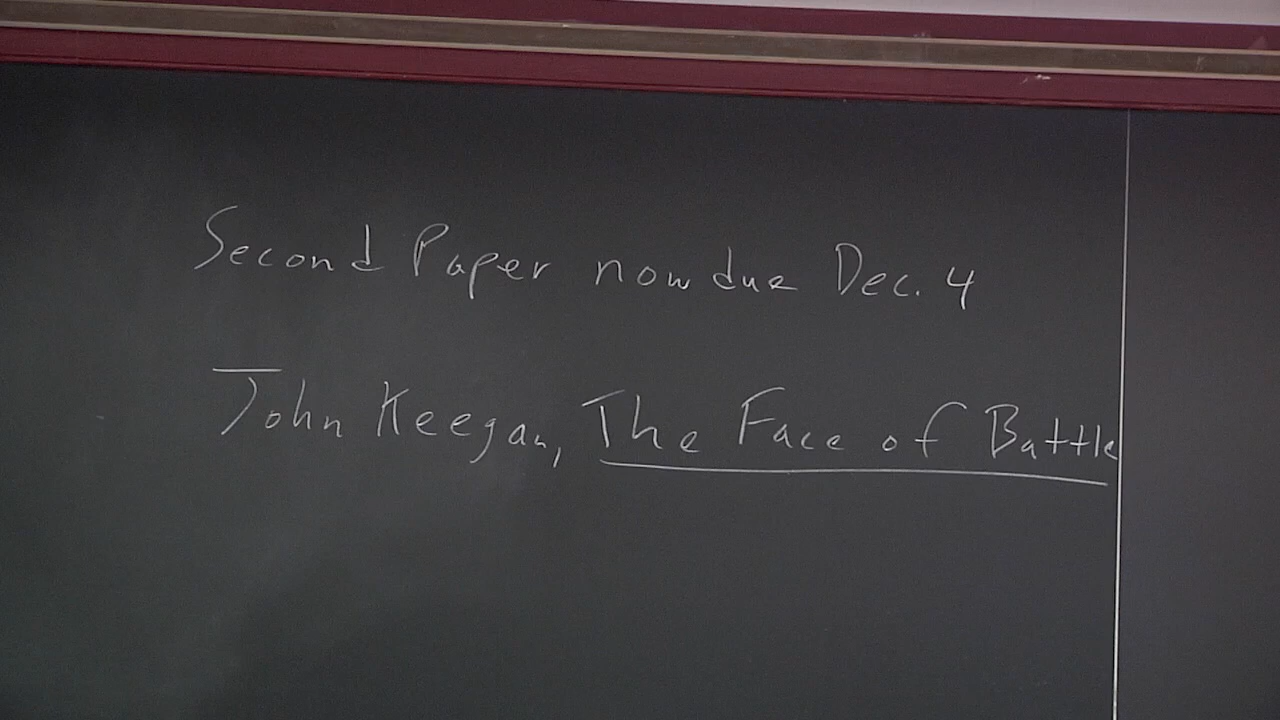 Second Paper now due Dec. 4
John Keegan, The Face of Battle